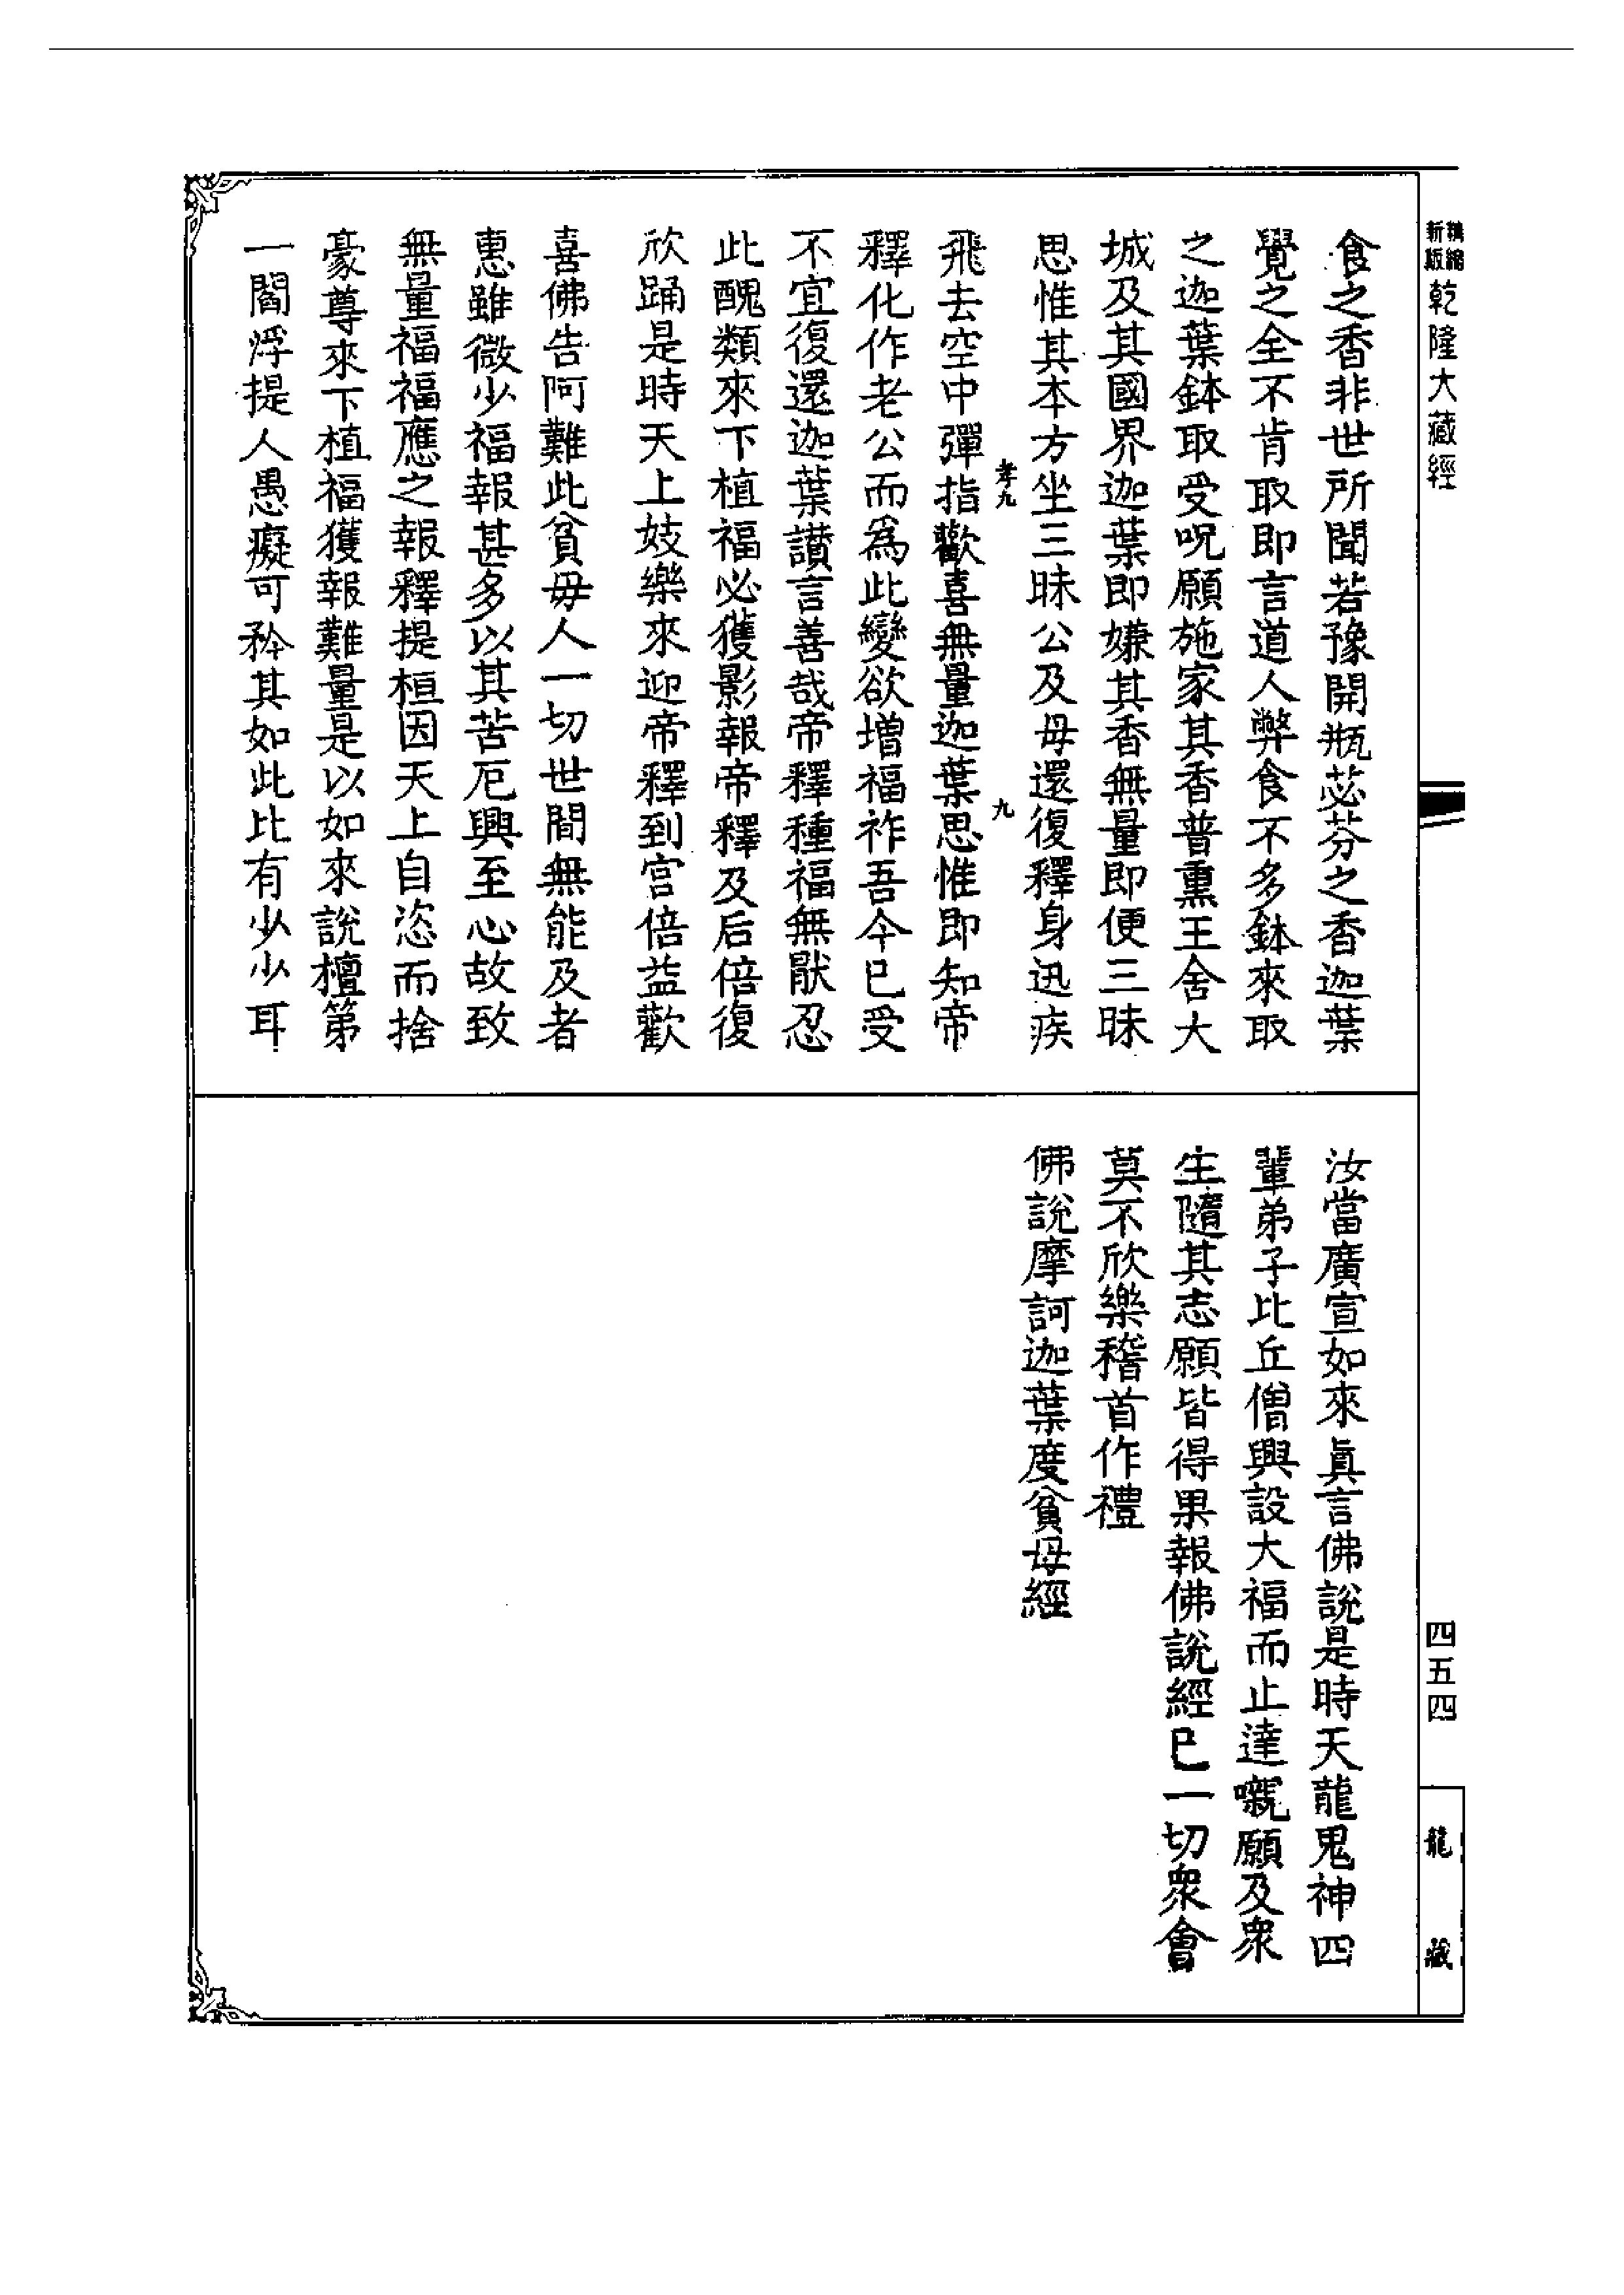 新版精縮乾隆大藏經
四五四
龍藏
食之香非世所聞若豫開瓶苾芬之香迦葉
覺之全不肯取即言道人弊食不多鉢來取
之迦葉鉢取受呪願施家其香普熏王舍大
城及其國界迦葉即嫌其香無量即便三昧
思惟其本方坐三昧公及母還復釋身迅疾
孝九
九
飛去空中彈指歡喜無量迦葉思惟即知帝
釋化作老公而為此變欲增福祚吾今已受
不宜復還迦葉讃言善哉帝釋種福無厭忍
此醜類來下植福必獲影報帝釋及后倍復
欣踊是時天上妓樂來迎帝釋到宮倍益歡
喜佛告阿難此貧母人一切世間無能及者
惠雖微少福報甚多以其苦厄興至心故致
無量福福應之報釋提桓因天上自恣而捨
豪尊來下植福獲報難量是以如來說檀第
一閻浮提人愚癡可矜其如此比有少少耳
汝當廣宣如來真言佛說是時天龍鬼神四
輩弟子比丘僧興設大福而止達嚫願及眾
生隨其志願皆得果報佛說經已一切眾會
莫不欣樂稽首作禮
佛說摩訶迦葉度貧母經